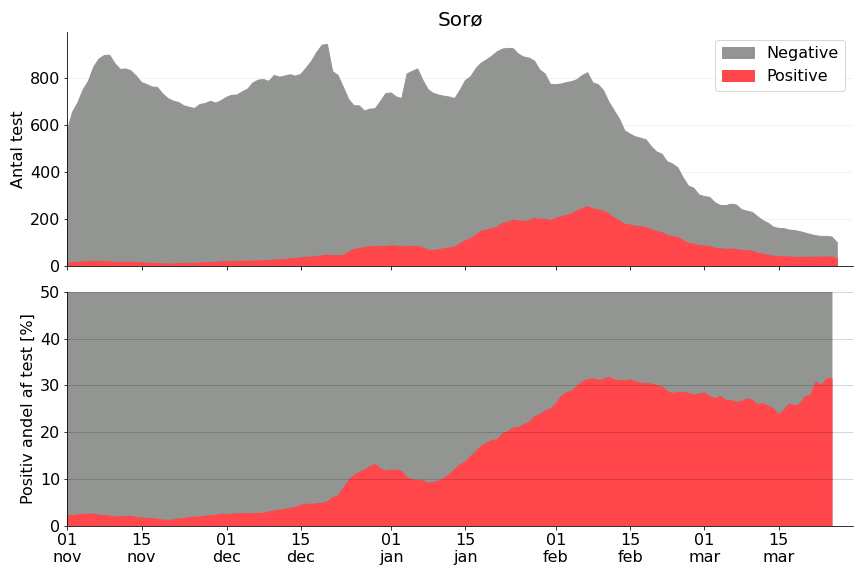 Sorø
Negative
Positive
Antal test
800
600
400
200
0
Positiv andel af test [%]
50
40
30
20
10
0
01 15 01 15 01 15 01 15 01 15
nov nov dec dec jan jan feb feb mar mar